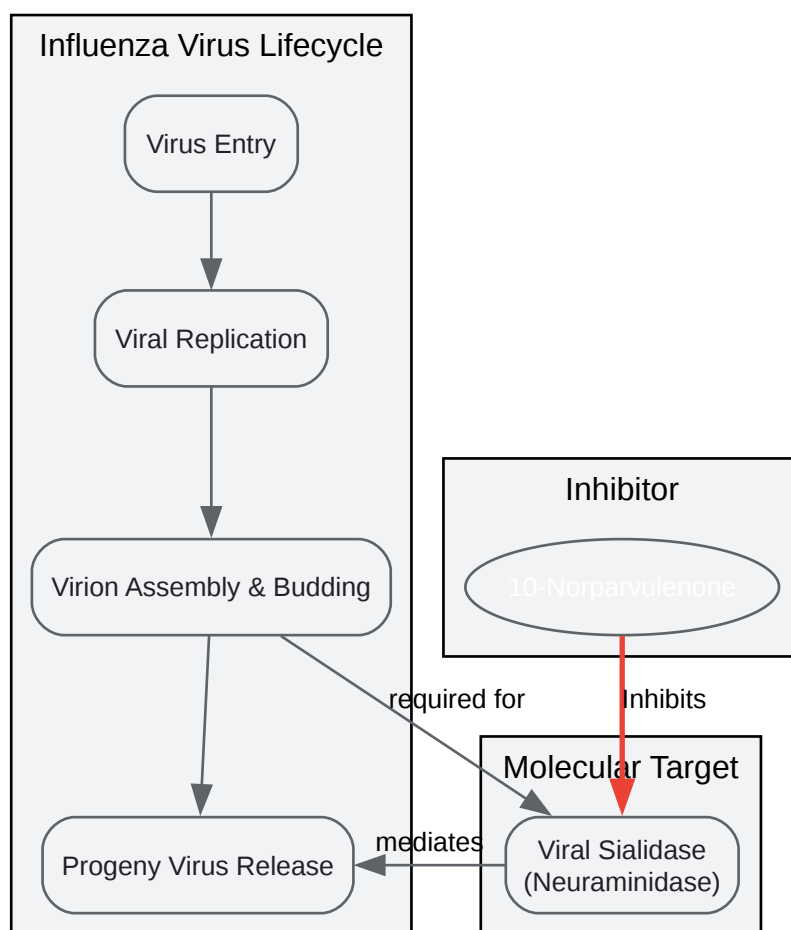 Influenza Virus Lifecycle
Virus Entry
Viral Replication
Inhibitor
Virion Assembly & Budding
10-Norparvulenone
required for
Inhibits
Molecular Target
mediates
Progeny Virus Release
Viral Sialidase
(Neuraminidase)